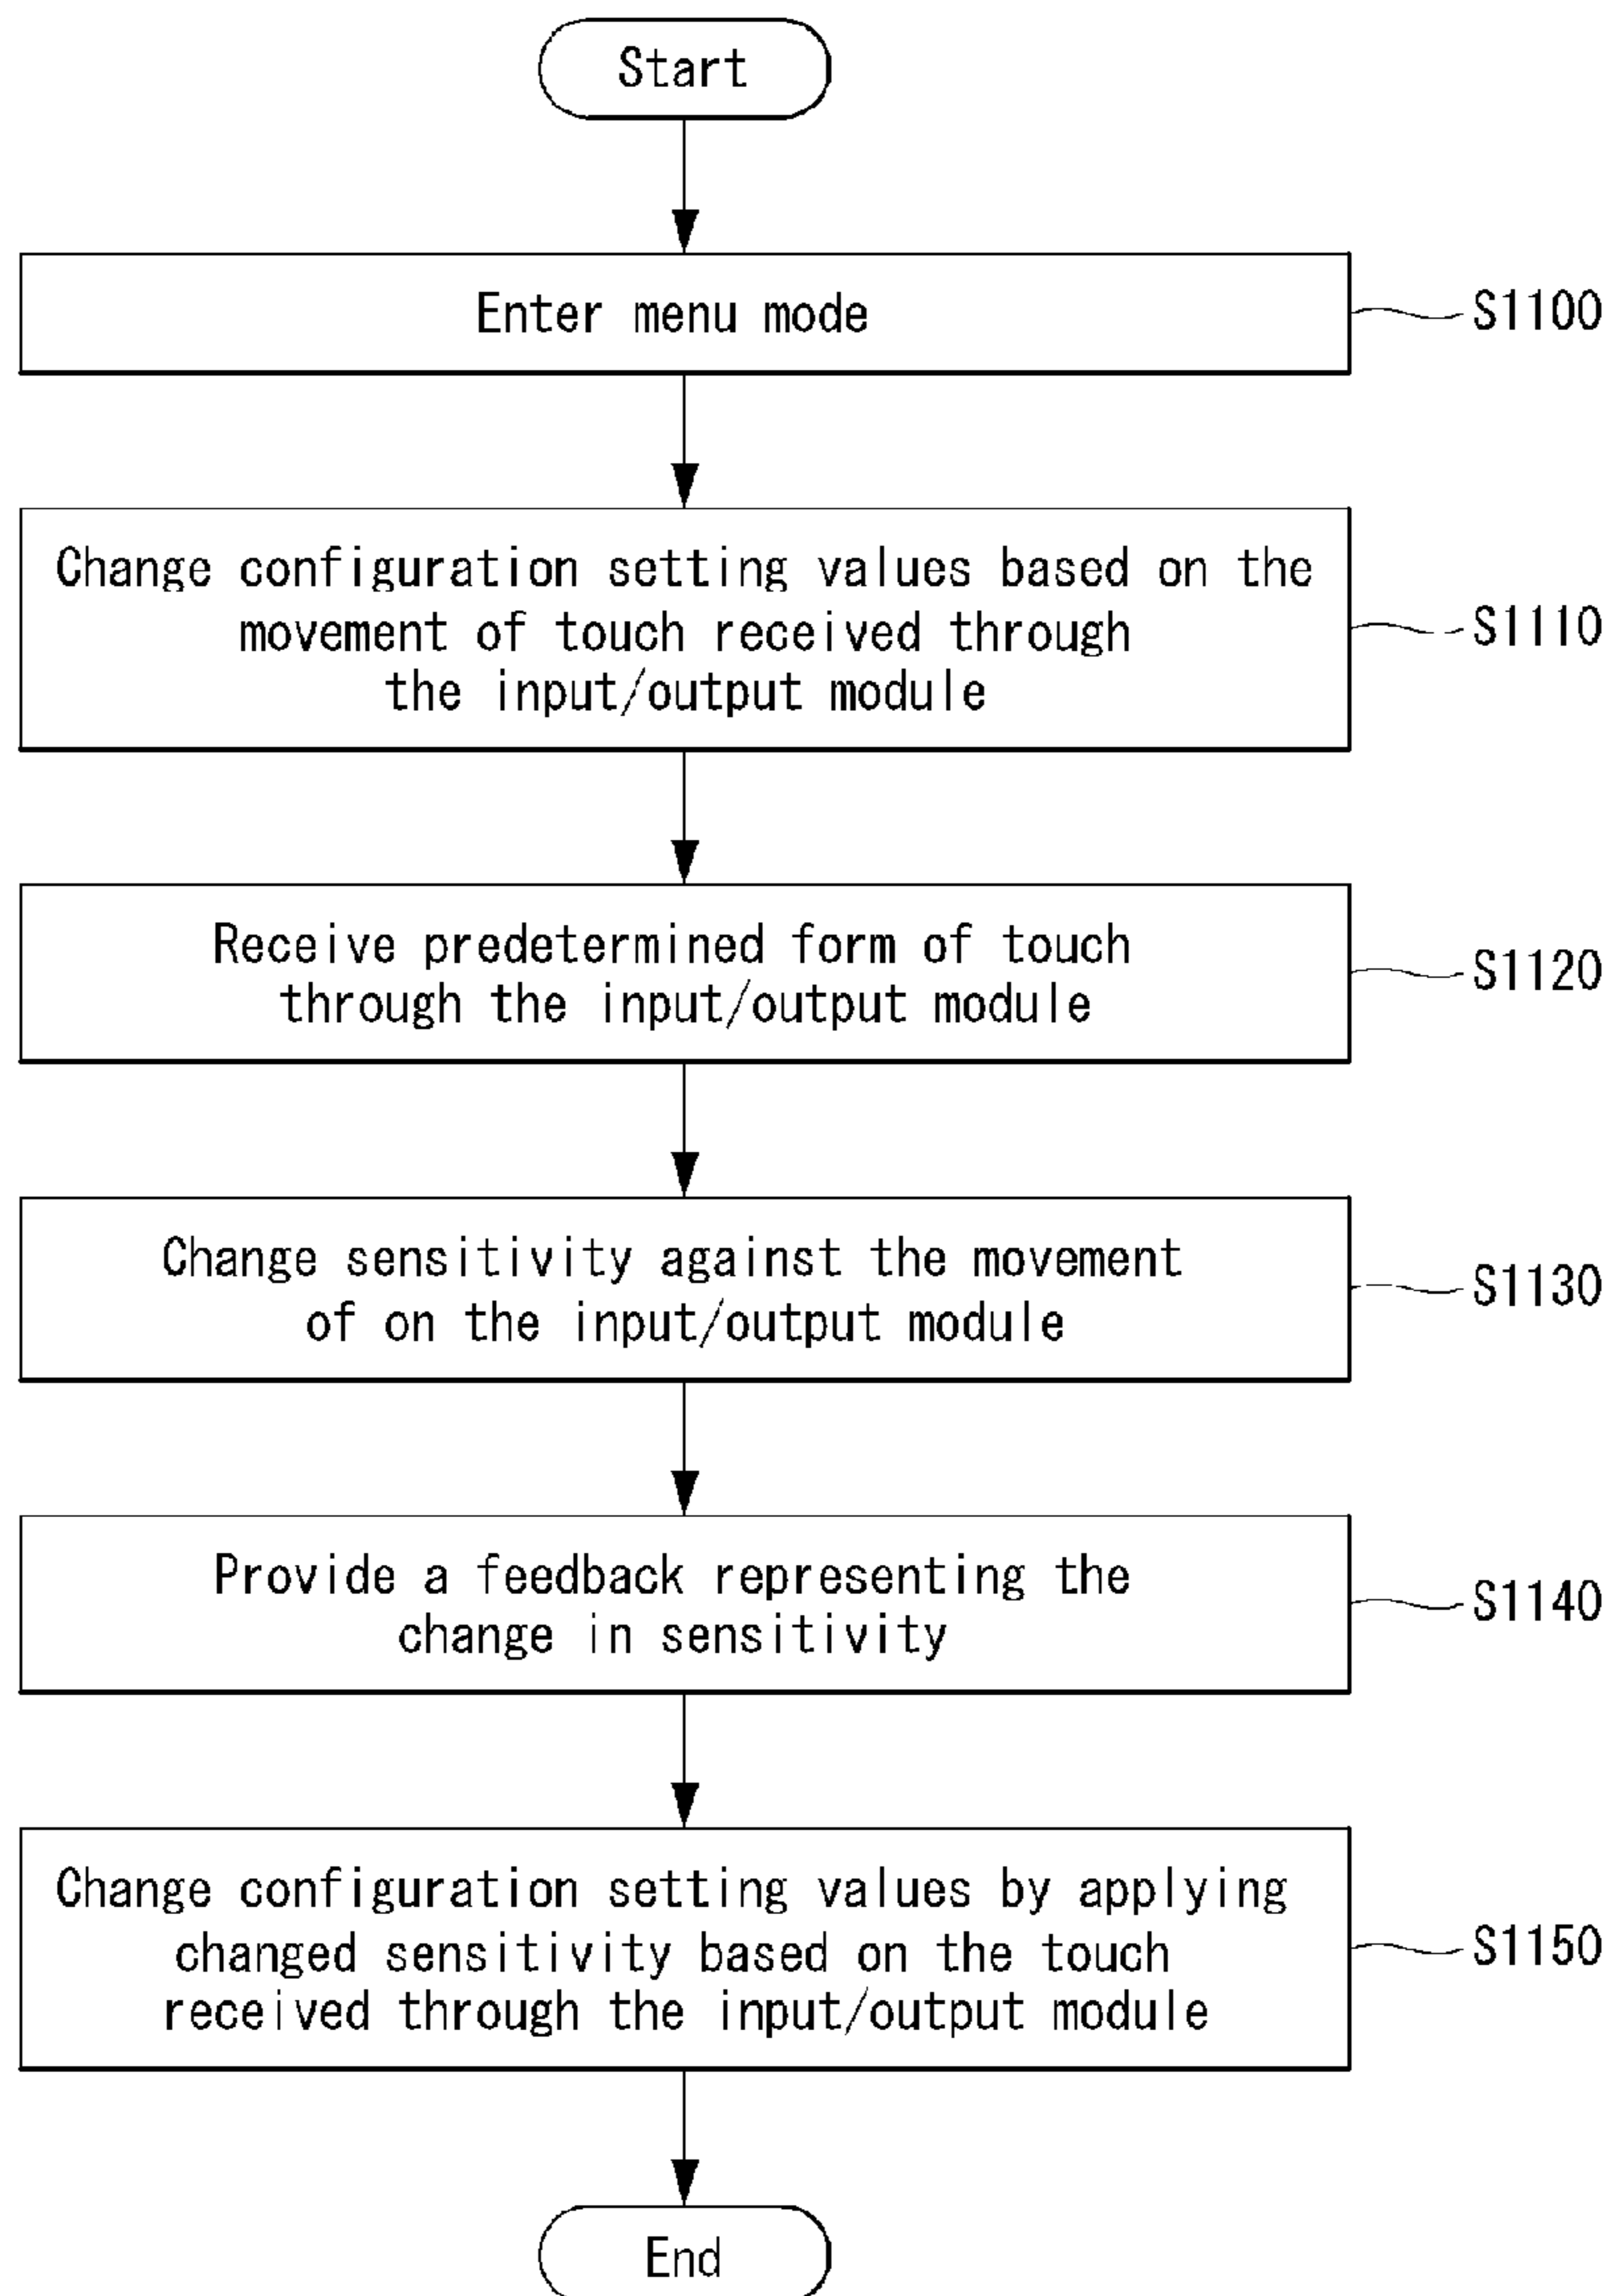 Start
Enter menu mode
S1100
Change configuration setting values based on the
movement of touch received through
the input/output module
S1110
Receive predetermined form of touch
through the input/output module
S1120
Change sensitivity against the movement
of on the input/output module
S1130
Provide a feedback representing the
change in sensitivity
S1140
Change configuration setting values by applying
changed sensitivity based on the touch
received through the input/output module
S1150
End